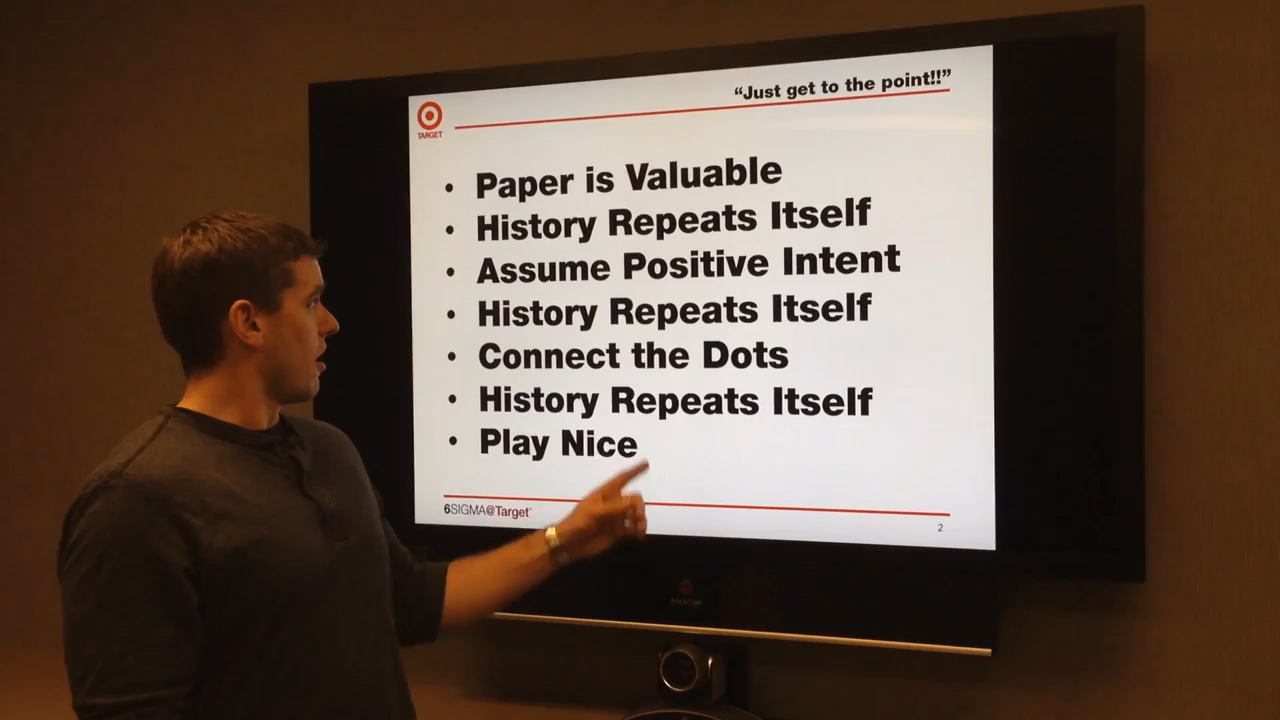 "Just get to the point!!"
TARGET
• Paper is Valuable
• History Repeats Itself
• Assume Positive Intent
• History Repeats Itself
• Connect the Dots
• History Repeats Itself
• Play Nice
6SIGMA@Target
2